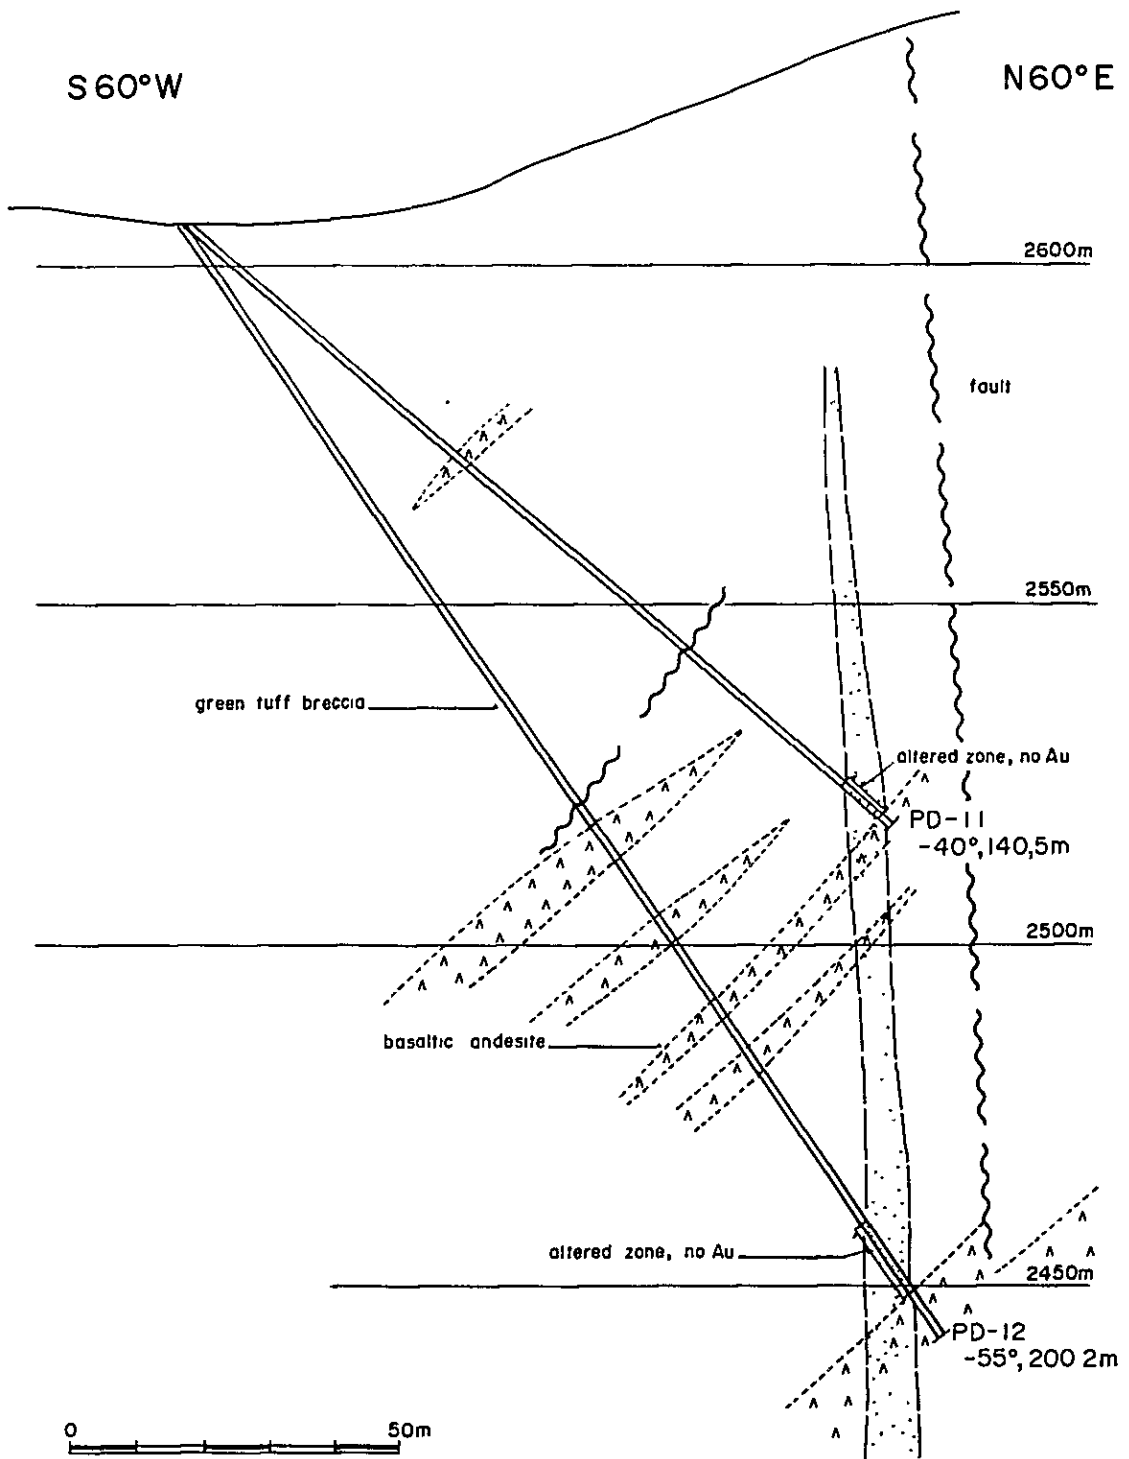 S60°W
N60°E
2600m
fault
2550m
green tuff breccia
altered zone, no Au
PD-11
-40°, 140,5m
2500m
basaltic andesite
altered zone, no Au
2450m
PD-12
-55°, 200 2m
0 50m